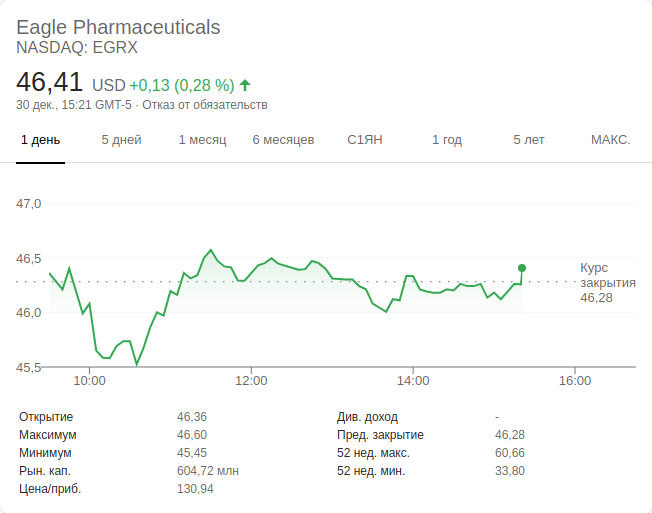 Eagle Pharmaceuticals
NASDAQ: EGRX
46,41 USD +0,13 (0,28 %)
30 дек., 15:21 GMT-5 · Отказ от обязательств
1 день 5 дней 1 месяц 6 месяцев С1ЯН 1 год 5 лет МАКС.
47,0
46,5
Курс
закрытия
46,28
46,0
45,5
10:00 12:00 14:00 16:00
Открытие 46,36 Див. доход -
Максимум 46,60 Пред. закрытие 46,28
Минимум 45,45 52 нед. макс. 60,66
Рын. кап. 604,72 млн 52 нед. мин. 33,80
Цена/приб. 130,94